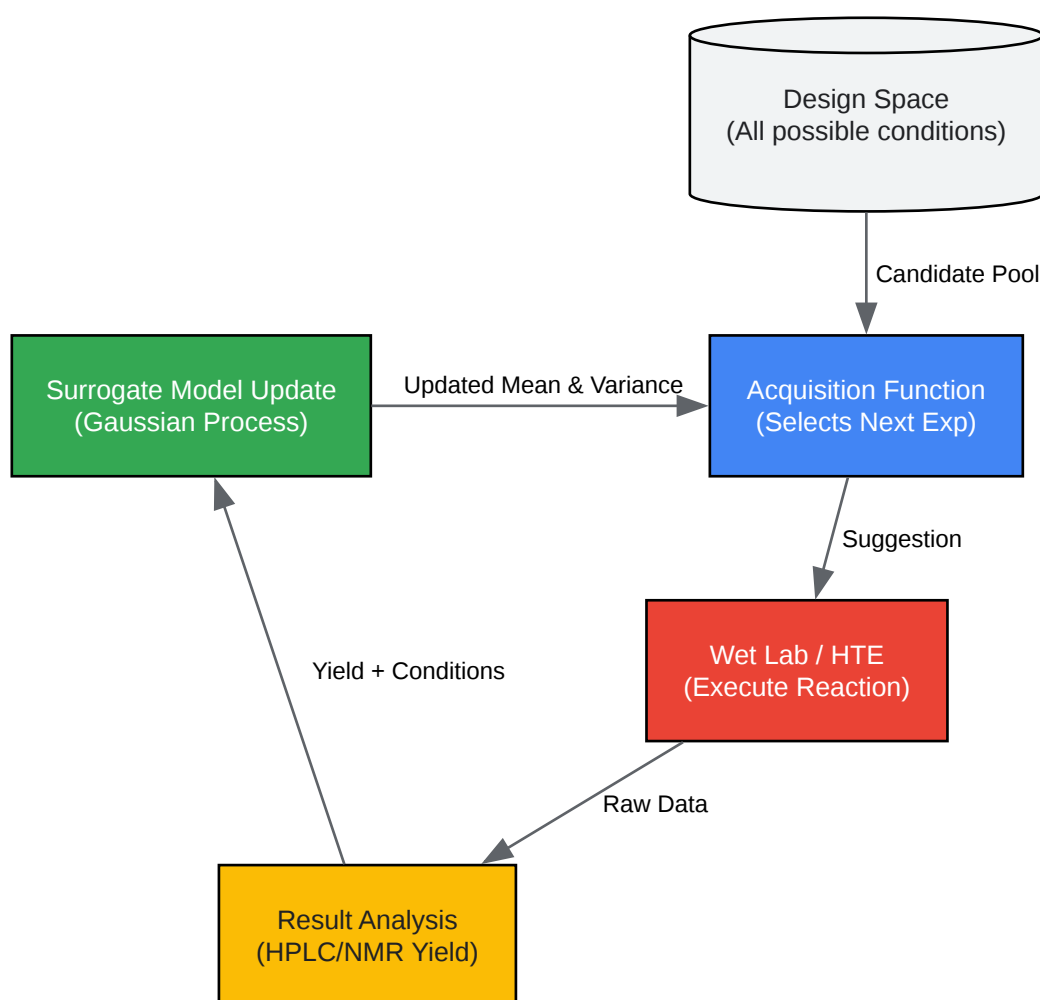 Design Space
(All possible conditions)
Candidate Pool
Surrogate Model Update
(Gaussian Process)
Updated Mean & Variance
Acquisition Function
(Selects Next Exp)
Suggestion
Wet Lab / HTE
(Execute Reaction)
Yield + Conditions
Raw Data
Result Analysis
(HPLC/NMR Yield)